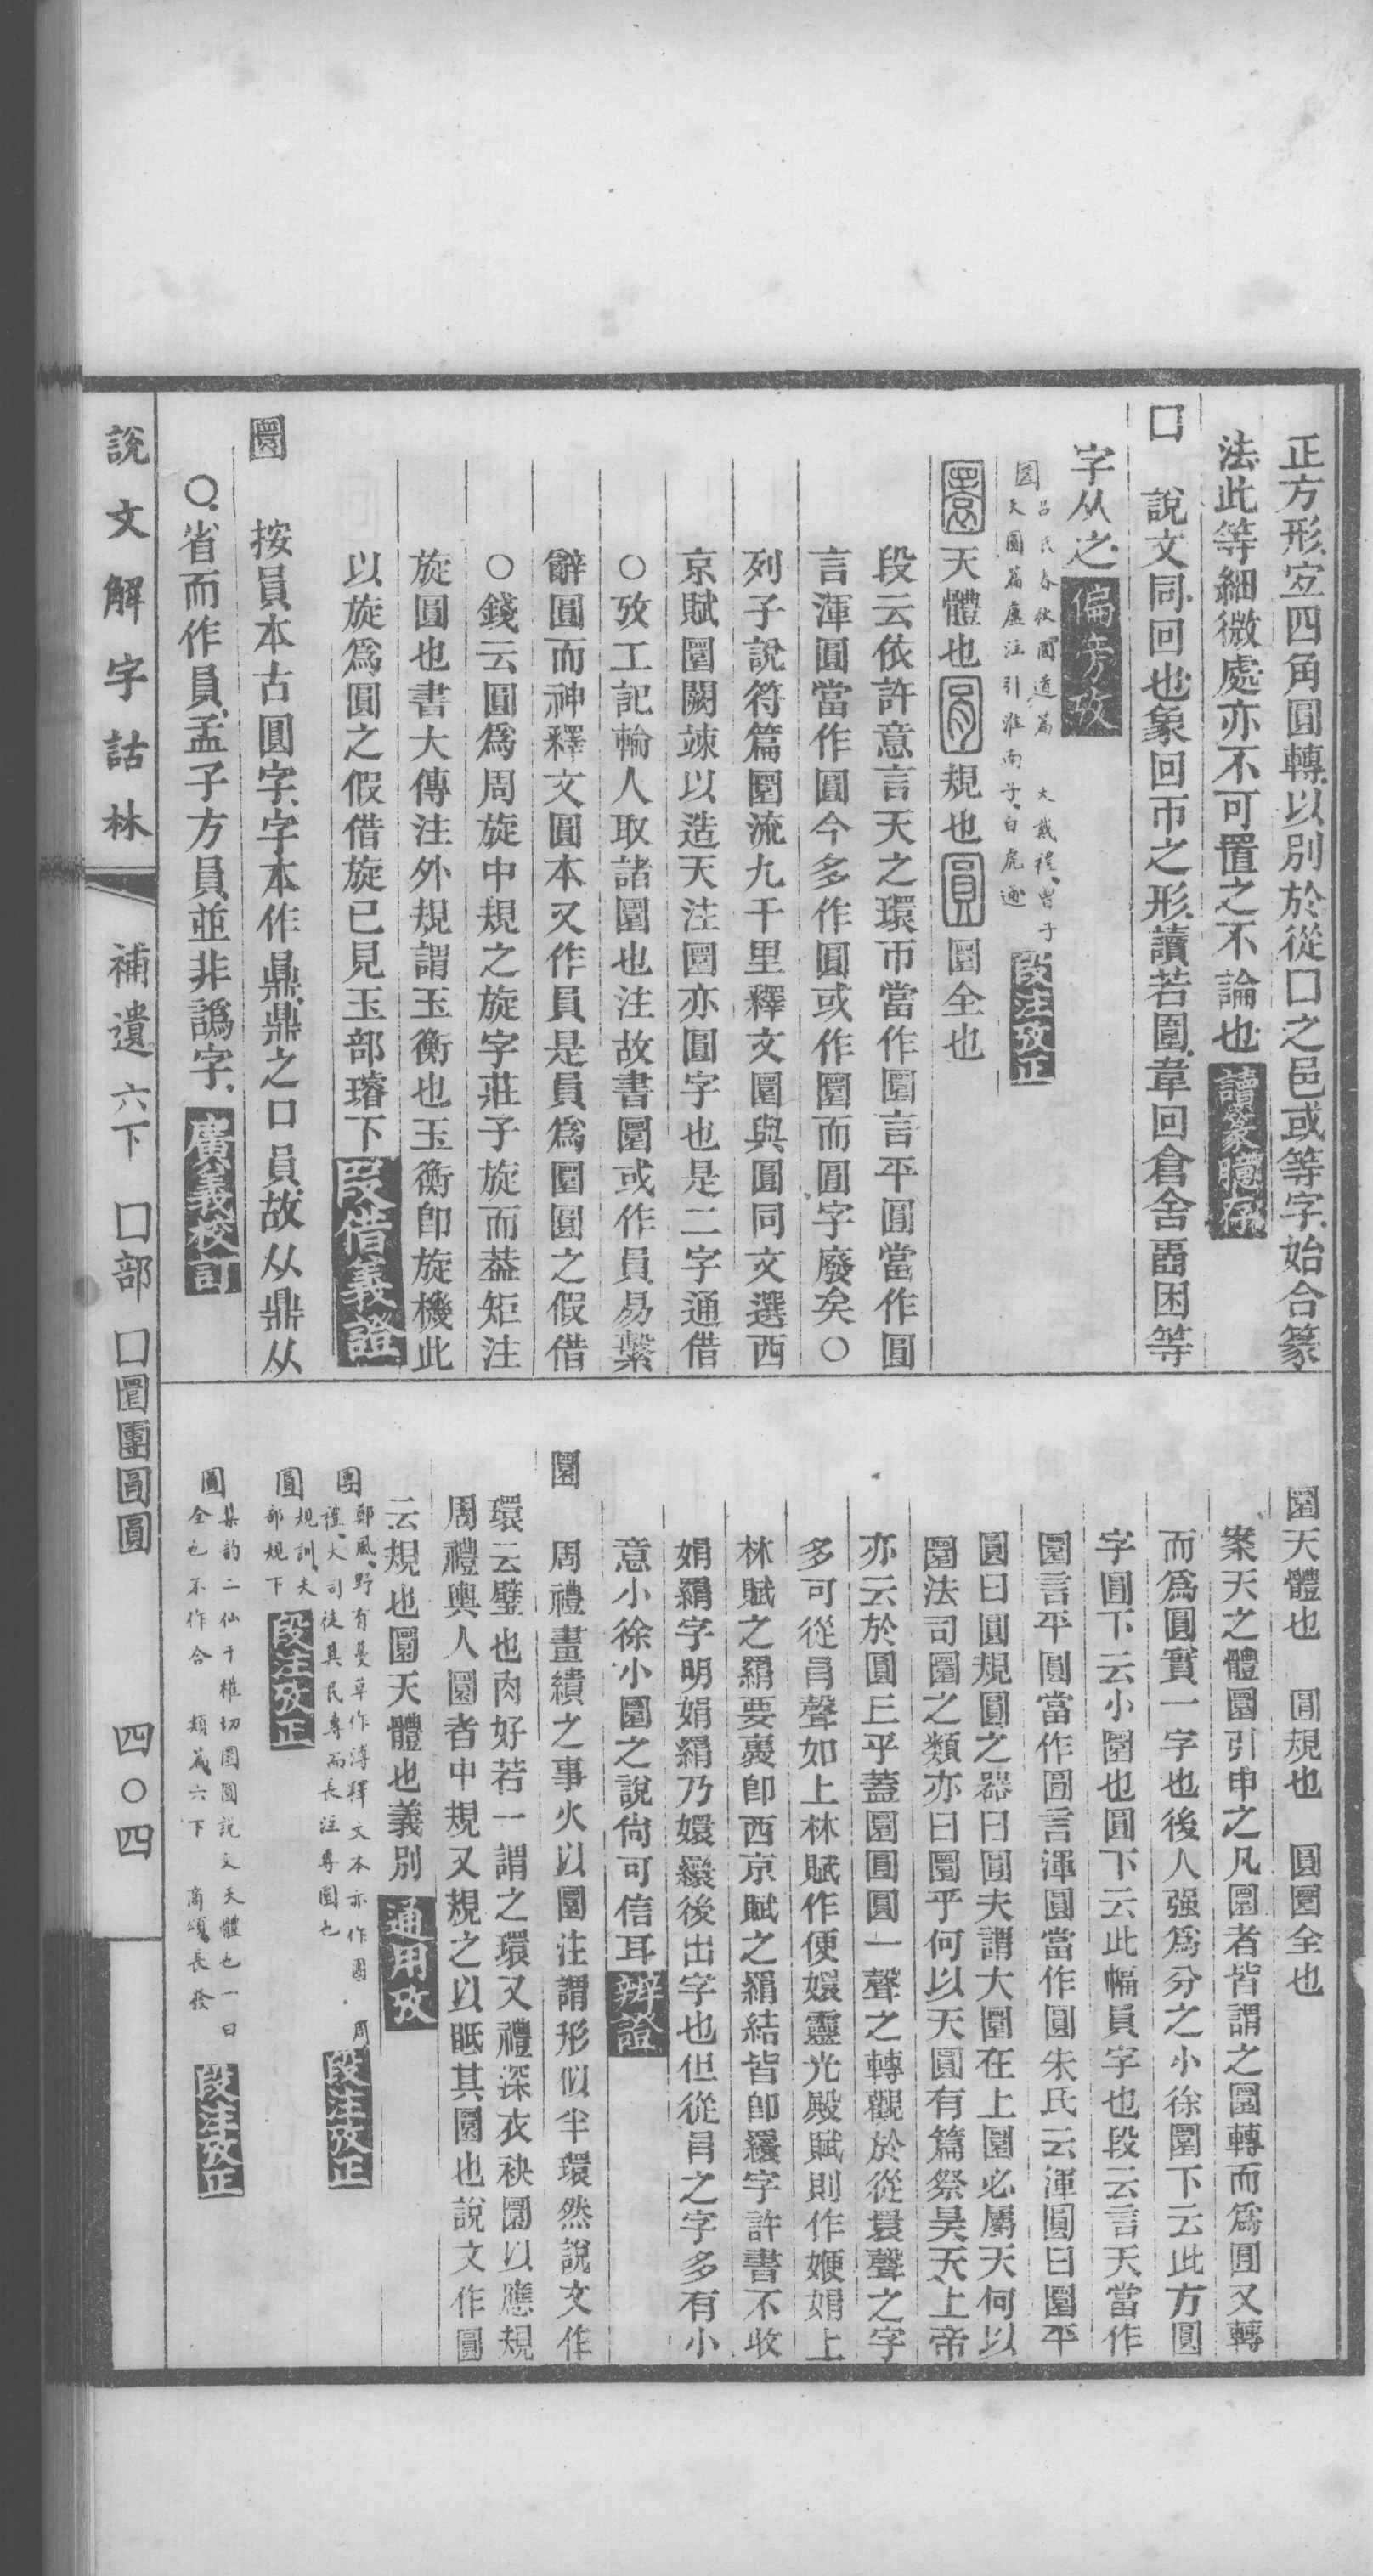 正方形宐四角圓轉以別於從囗之邑或等字始合篆
法此等細微處亦不可置之不論也 讀篆臆存
囗 說文同回也象回帀之形讀若圍韋回倉舍啚困等
字从之 偏旁攷
圜 呂氏春秋圜道篇 大戴禮曾子
天圓篇盧注引淮南子白虎通 段注攷正
天體也 規也 圜全也
段云依許意言天之環帀當作圜言平圓當作圓
言渾圓當作圓今多作圓或作圜而圓字廢矣〇
列子說符篇圜流九千里釋文圜與圓同文選西
京賦圜闕竦以造天注圜亦圓字也是二字通借
〇攷工記輪人取諸圜也注故書圜或作員易繫
辭圓而神釋文圓本又作員是員爲圜圓之假借
〇錢云圓爲周旋中規之旋字莊子旋而葢矩注
旋圓也書大傳注外規謂玉衡也玉衡卽旋機此
以旋爲圓之假借旋已見玉部璿下 段借義證
圜 按員本古圓字字本作鼎鼎之口員故从鼎从
〇省而作員孟子方員並非譌字 廣義校訂
圜天體也 圓規也 圓圜全也
案天之體圜引申之凡圜者皆謂之圜轉而爲圓又轉
而爲圓實一字也後人强爲分之小徐圜下云此方圓
字圓下云小圜也圓下云此幅員字也段云言天當作
圜言平圓當作圓言渾圓當作圓朱氏云渾圓曰圜平
圓曰圓規圓之器曰圓夫謂大圜在上圜必屬天何以
圜法司圜之類亦曰圜乎何以天圓有篇祭昊天上帝
亦云於圓丘乎蓋圜圓圓一聲之轉觀於從睘聲之字
多可從肙聲如上林賦作便嬛靈光殿賦則作㛹娟上
林賦之羂要褭卽西京賦之羂結皆卽繯字許書不收
娟羂字明娟羂乃嬛繯後出字也但從肙之字多有小
意小徐小圜之說尙可信耳 辨證
圜 周禮畫繢之事火以圜注謂形似半環然說文作
環云璧也肉好若一謂之環又禮深衣袂圜以應規
周禮輿人圜者中規又規之以眡其圜也說文作圓
云規也圜天體也義別 通用攷
團 鄭風野有蔓草作漙釋文本亦作團 周
禮大司徒其民專而長注專圜也 段注攷正
圓 規訓夫
部規下 段注攷正
圓 集韵二仙于權切圜圓說文天體也一曰
全也不作合 類篇六下 商頌長發 段注攷正
說文解字詁林 補遺 六下 囗部 囗圜團圓圓 四〇四